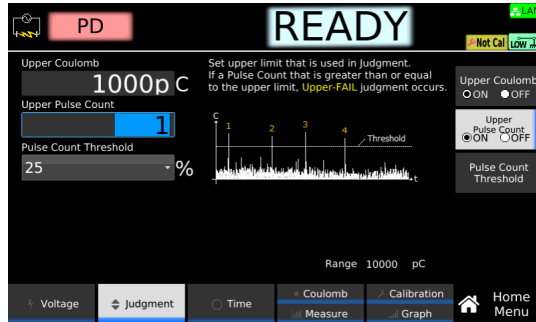 PD
READY
LAN
Not Cal LOW
Upper Coulomb
1000p C
Upper Pulse Count
1
Pulse Count Threshold
25 %
Set upper limit that is used in Judgment.
If a Pulse Count that is greater than or equal
to the upper limit, Upper-FAIL judgment occurs.
C
1 2 3 4
Threshold
t
Range 10000 pC
Upper Coulomb
ON OFF
Upper
Pulse Count
ON OFF
Pulse Count
Threshold
Voltage
Judgment
Time
Coulomb
Measure
Calibration
Graph
Home
Menu